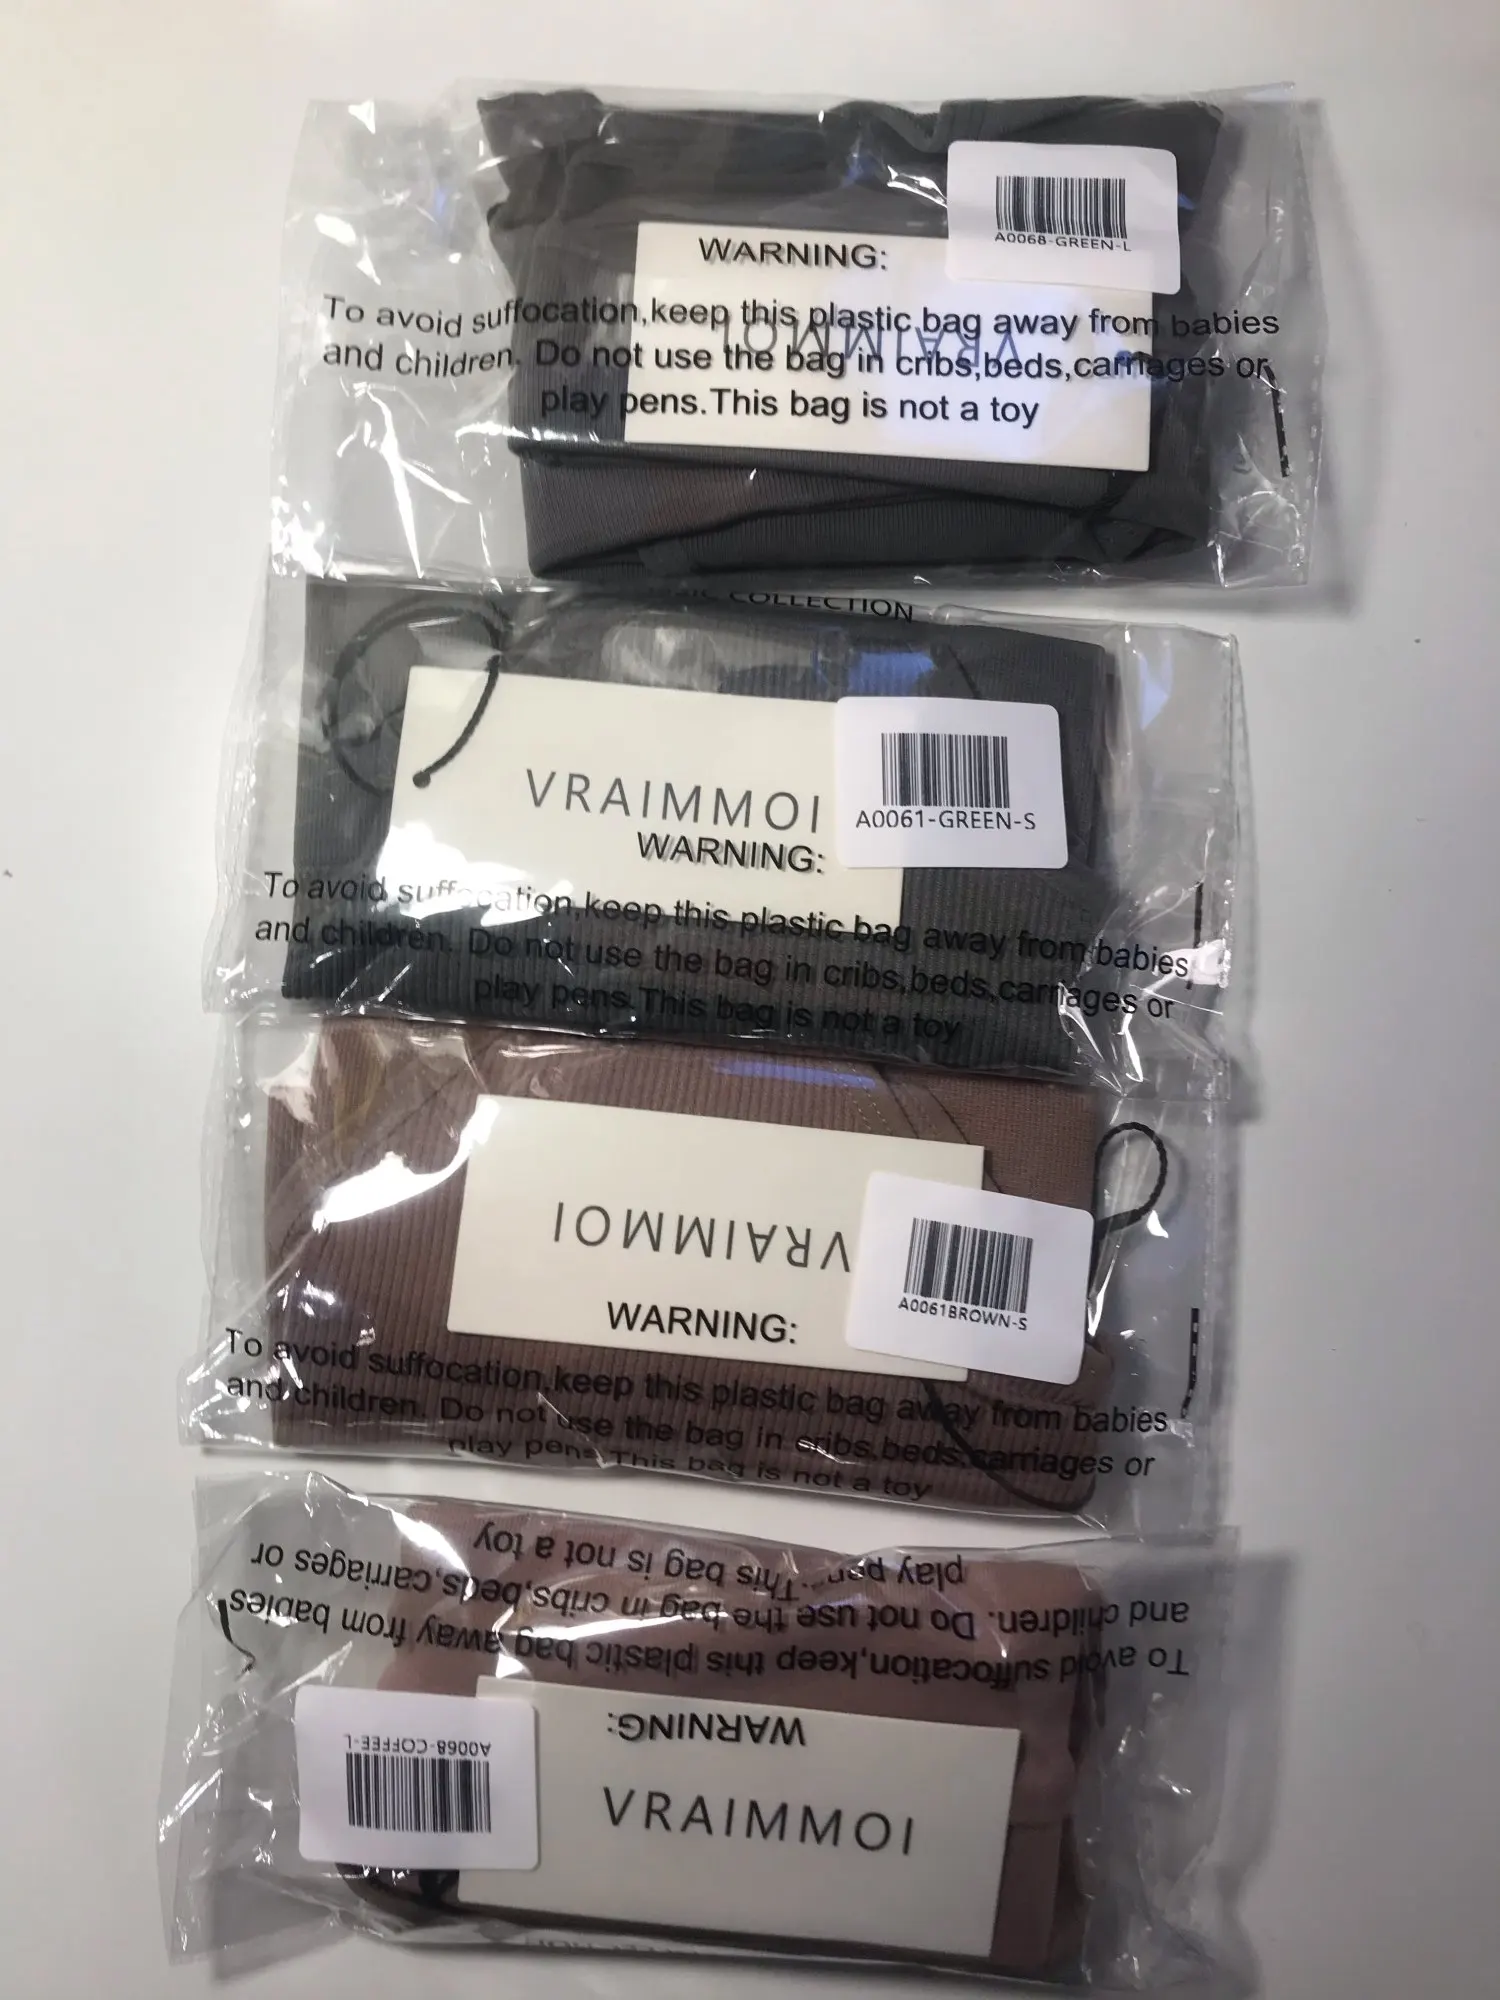 A0068-GREEN-L
WARNING:
VRAIMMOI
To avoid suffocation,keep this plastic bag away from babies
and children. Do not use the bag in cribs,beds,carriages or
play pens.This bag is not a toy
COLLECTION
VRAIMMOI
A0061-GREEN-S
WARNING:
To avoid suffocation,keep this plastic bag away from babies
and children. Do not use the bag in cribs,beds,carriages or
play pens.This bag is not a toy
VRAIMMOI
A0061BROWN-S
WARNING:
To avoid suffocation,keep this plastic bag away from babies
and children. Do not use the bag in cribs,beds,carriages or
play pens.This bag is not a toy
WARNING:
To avoid suffocation,keep this plastic bag away from babies
and children. Do not use the bag in cribs,beds,carriages or
play pens.This bag is not a toy
A0068-COFFEE-L
VRAIMMOI